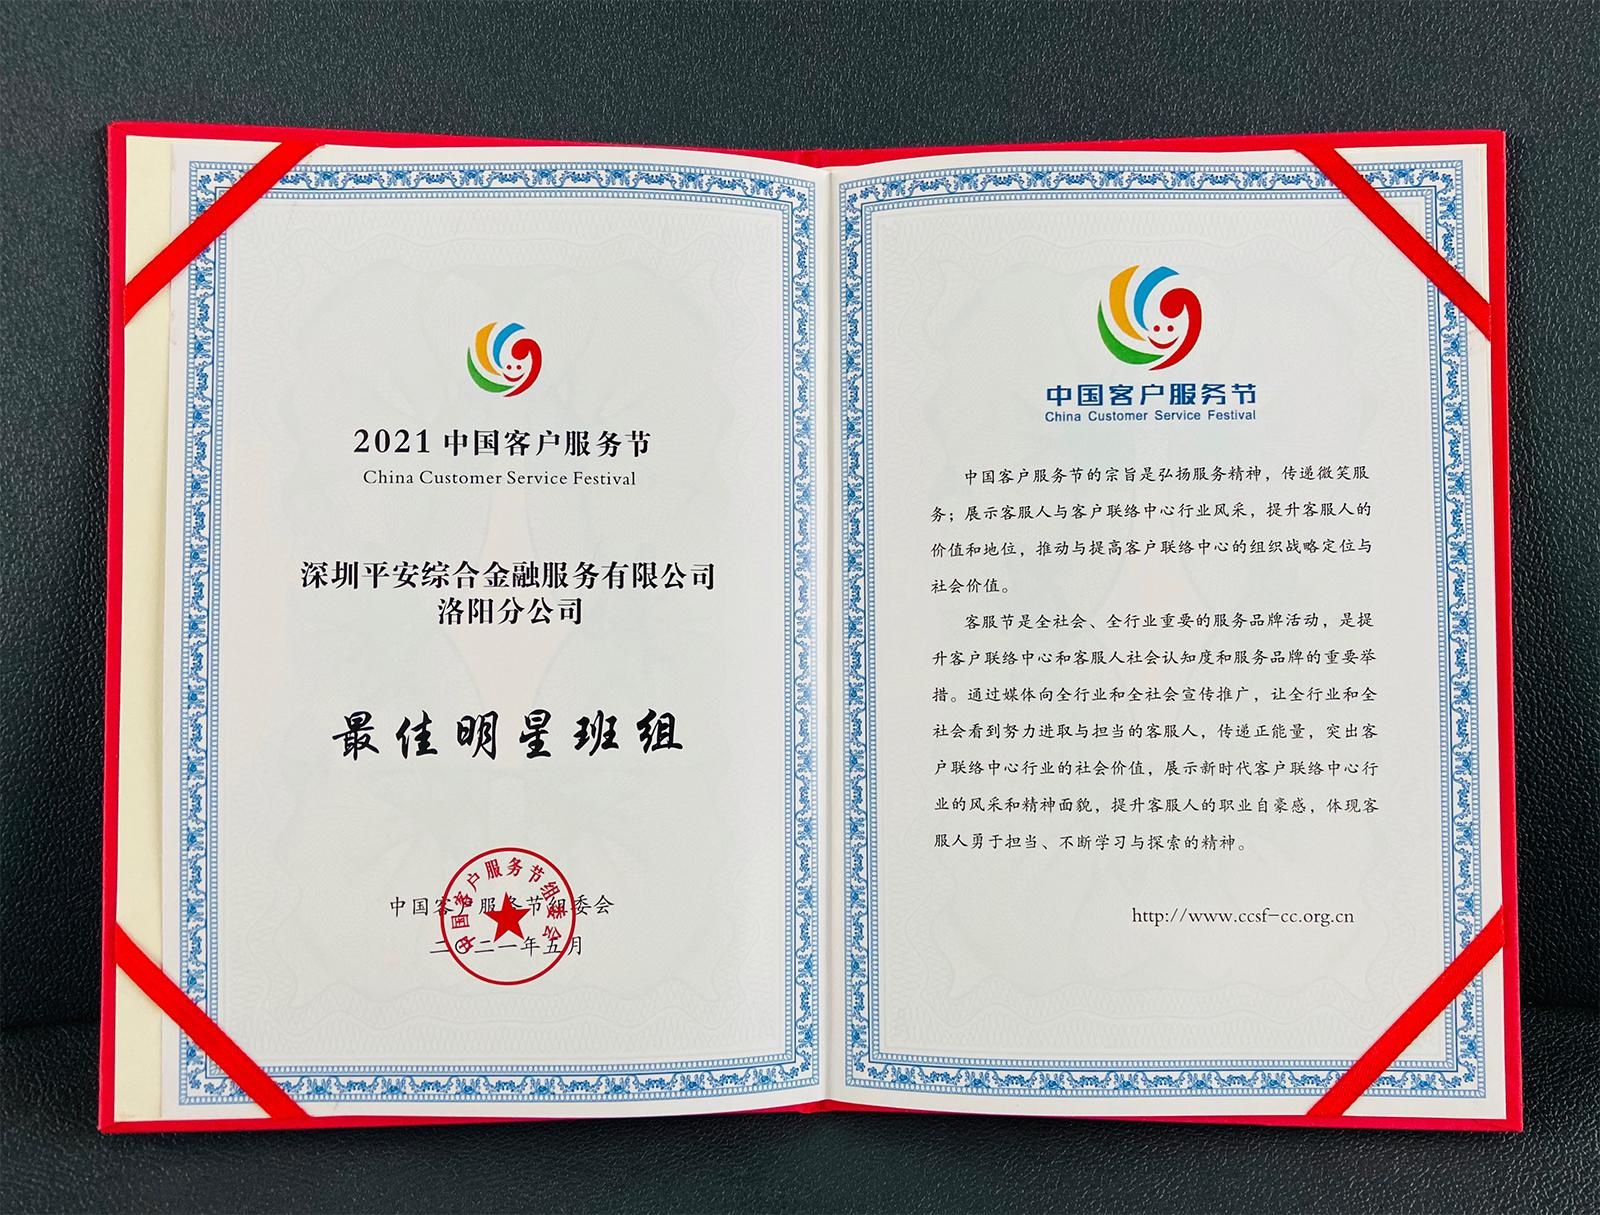 2021 中国客户服务节
China Customer Service Festival
深圳平安综合金融服务有限公司
洛阳分公司
最佳明星班组
中国客户服务节组委会
二〇二一年五月
中国客户服务节组委会
中国客户服务节
China Customer Service Festival
中国客户服务节的宗旨是弘扬服务精神，传递微笑服
务；展示客服人与客户联络中心行业风采，提升客服人的
价值和地位，推动与提高客户联络中心的组织战略定位与
社会价值。
客服节是全社会、全行业重要的服务品牌活动，是提
升客户联络中心和客服人社会认知度和服务品牌的重要举
措。通过媒体向全行业和全社会宣传推广，让全行业和全
社会看到努力进取与担当的客服人，传递正能量，突出客
户联络中心行业的社会价值，展示新时代客户联络中心行
业的风采和精神面貌，提升客服人的职业自豪感，体现客
服人勇于担当、不断学习与探索的精神。
http://www.ccsf-cc.org.cn